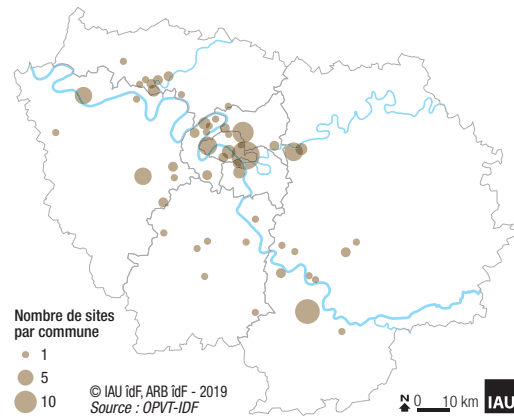 Nombre de sites
par commune
1
5
10
© IAU îdF, ARB îdF - 2019
Source : OPVT-IDF
N
0 10 km
IAU